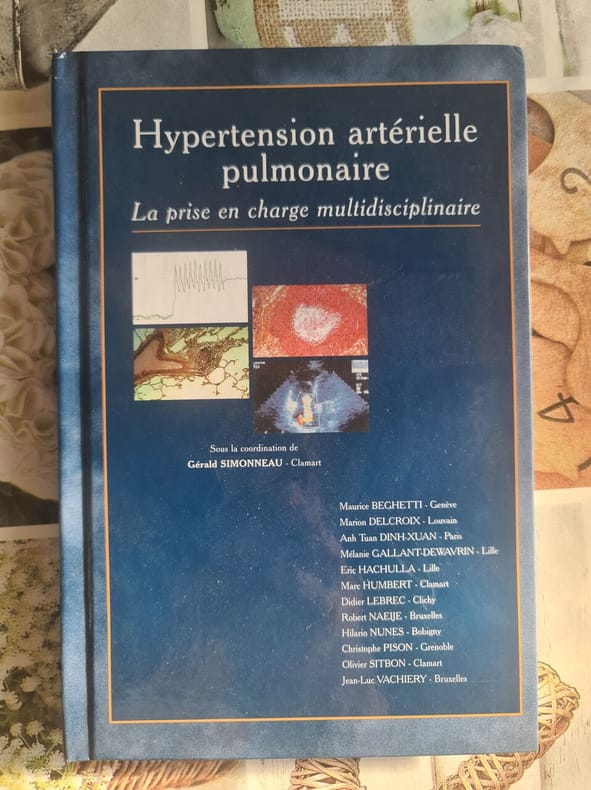 Hypertension artérielle
pulmonaire
La prise en charge multidisciplinaire
Sous la coordination de
Gérald SIMONNEAU - Clamart
Maurice BEGHETTI - Genève
Marion DELCROIX - Louvain
Anh Tuan DINH-XUAN - Paris
Mélanie GALLANT-DEWAVRIN - Lille
Eric HACHULLA - Lille
Marc HUMBERT - Clamart
Didier LEBREC - Clichy
Robert NAEIJE - Bruxelles
Hilario NUNES - Bobigny
Christophe PISON - Grenoble
Olivier SITBON - Clamart
Jean-Luc VACHIERY - Bruxelles
2
4